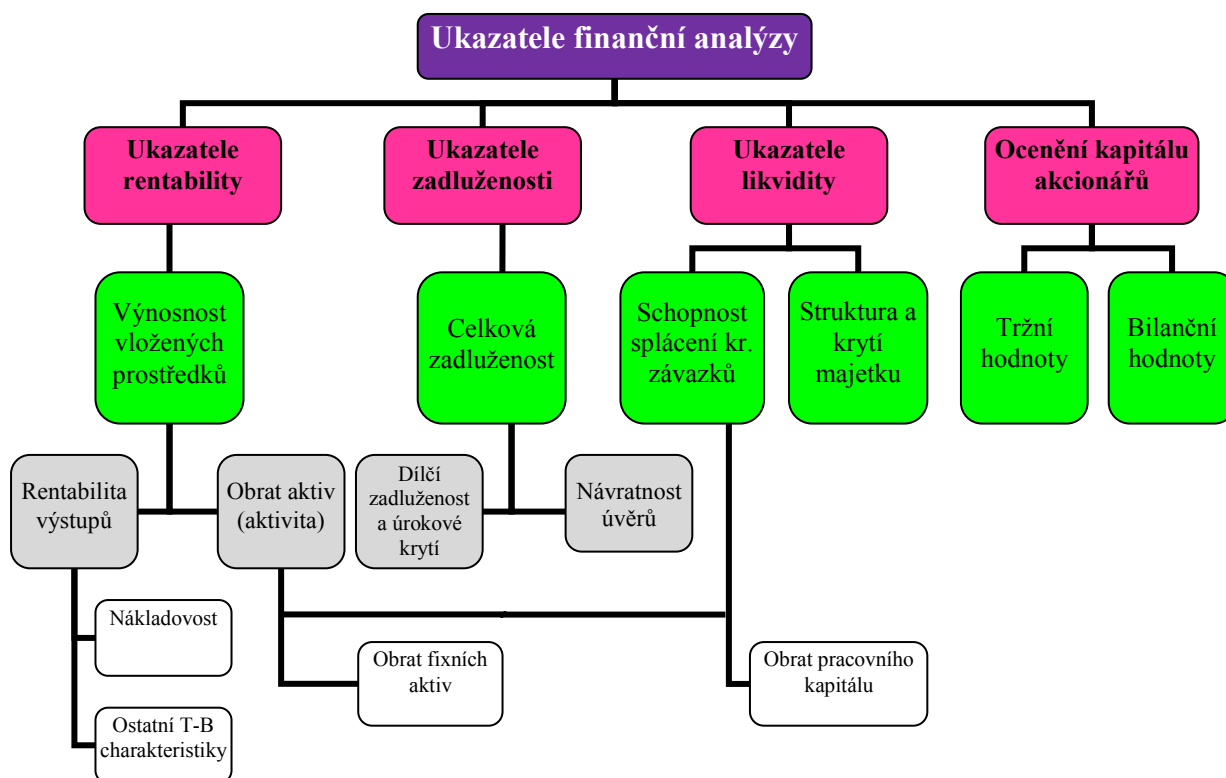 Ukazatele finanční analýzy
Ukazatele
rentability
Ukazatele
zadluženosti
Ukazatele
likvidity
Ocenění kapitálu
akcionářů
Výnosnost
vložených
prostředků
Celková
zadluženost
Schopnost
splácení kr.
závazků
Struktura a
krytí
majetku
Tržní
hodnoty
Bilanční
hodnoty
Rentabilita
výstupů
Obrat aktiv
(aktivita)
Dílčí
zadluženost
a úrokové
krytí
Návratnost
úvěrů
Nákladovost
Obrat fixních
aktiv
Obrat pracovního
kapitálu
Ostatní T-B
charakteristiky